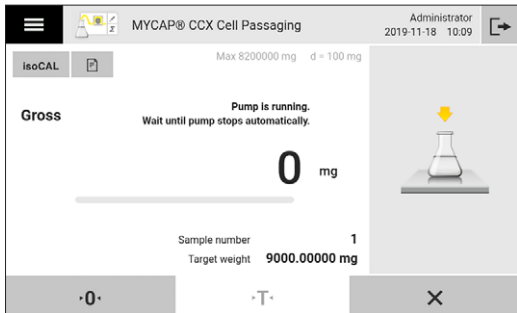 MYCAP® CCX Cell Passaging
Administrator
2019-11-18 10:09
isoCAL
Max 8200000 mg d = 100 mg
Gross
Pump is running.
Wait until pump stops automatically.
0 mg
Sample number 1
Target weight 9000.00000 mg
0
T